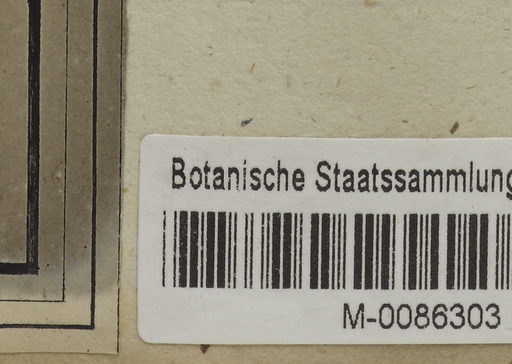 Botanische Staatssammlung
M-0086303